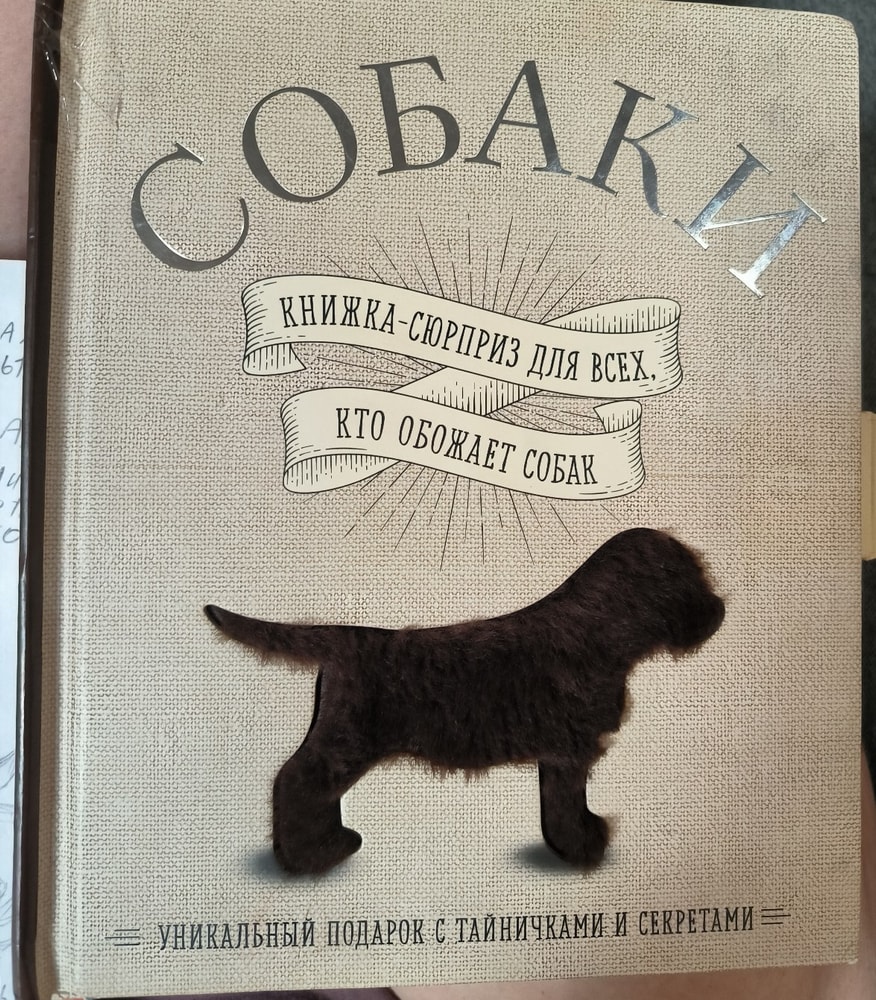 СОБАКИ
КНИЖКА-СЮРПРИЗ ДЛЯ ВСЕХ,
КТО ОБОЖАЕТ СОБАК
УНИКАЛЬНЫЙ ПОДАРОК С ТАЙНИЧКАМИ И СЕКРЕТАМИ